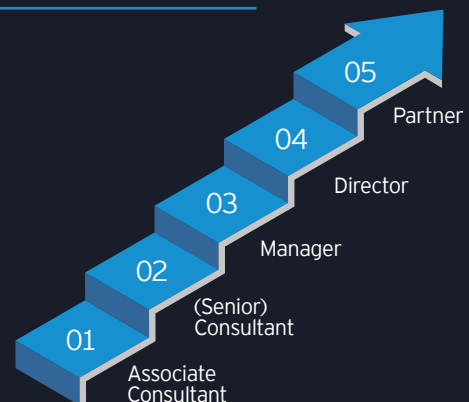 05
Partner
04
Director
03
Manager
02
(Senior)
Consultant
01
Associate
Consultant